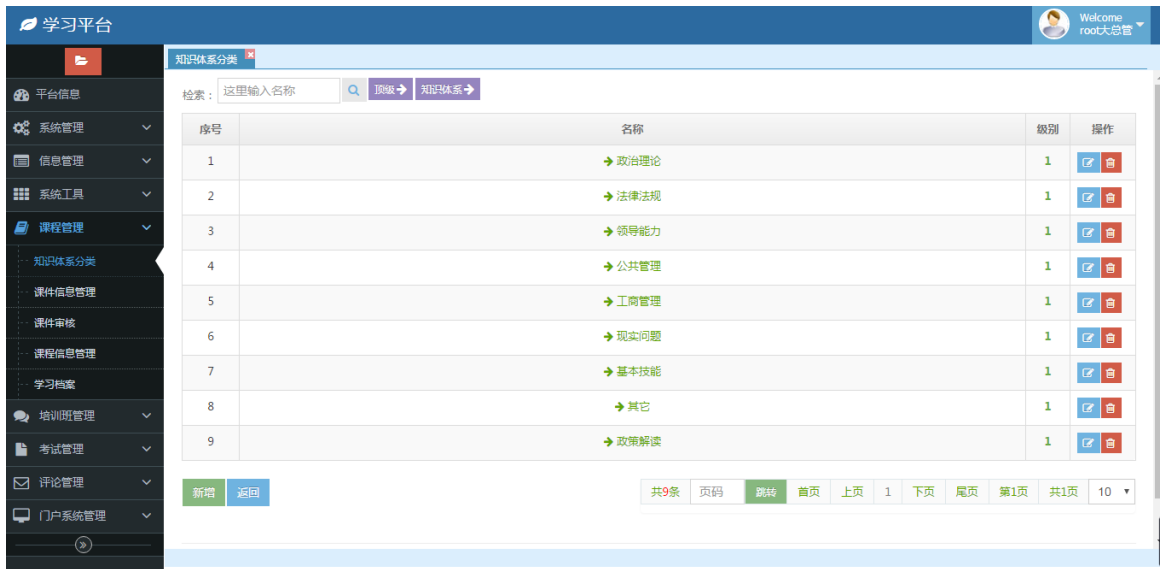 学习平台
Welcome
root大总管
知识体系分类
平台信息
系统管理
信息管理
系统工具
课程管理
知识体系分类
课件信息管理
课件审核
课程信息管理
学习档案
培训班管理
考试管理
评论管理
门户系统管理
检索： 这里输入名称 顶级 知识体系
序号 名称 级别 操作
1 政治理论 1
2 法律法规 1
3 领导能力 1
4 公共管理 1
5 工商管理 1
6 现实问题 1
7 基本技能 1
8 其它 1
9 政策解读 1
新增 返回 共9条 页码 跳转 首页 上页 1 下页 尾页 第1页 共1页 10